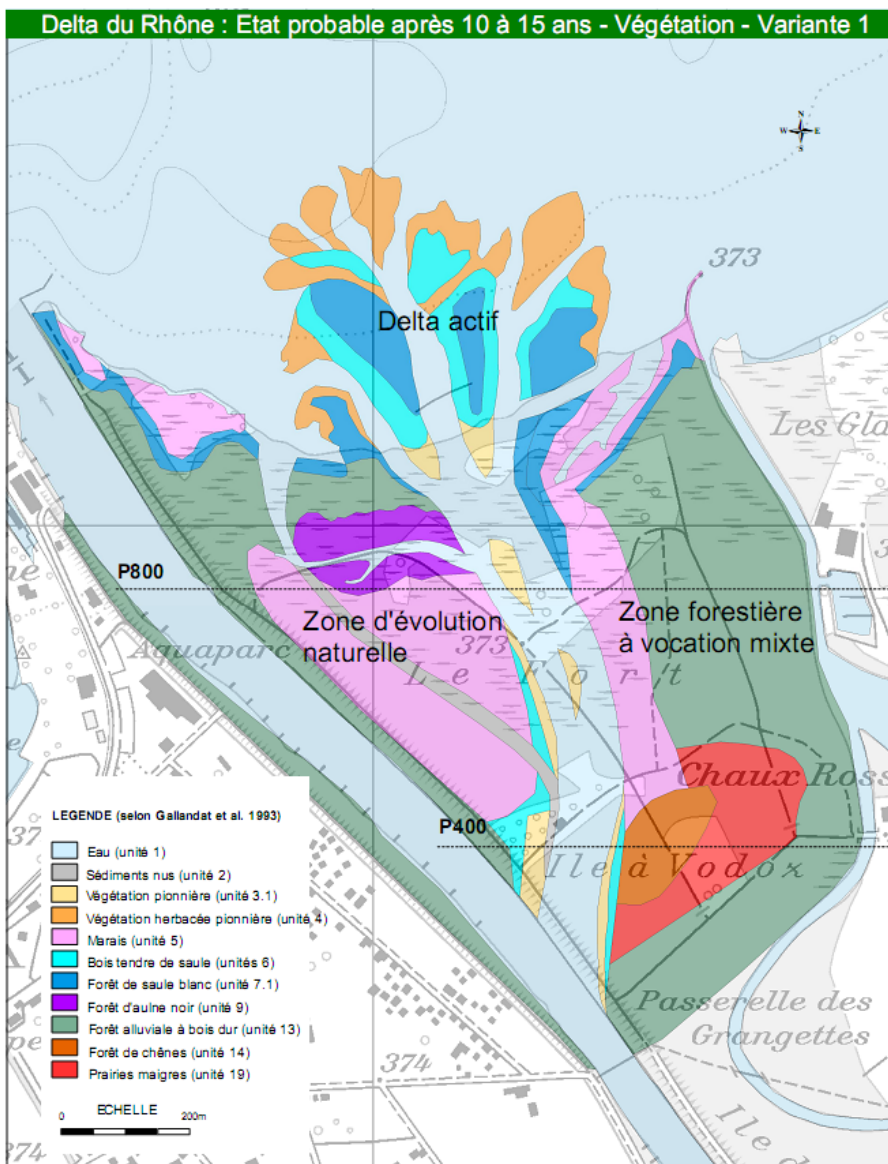 Delta du Rhône : Etat probable après 10 à 15 ans - Végétation - Variante 1
N
W E
S
373
Delta actif
Les Gla
P800
Zone d'évolution
naturelle
Zone forestière
à vocation mixte
Aquaparc
373
Le Fort
Chaux Ross
P400
Ile à Vodoz
LEGENDE (selon Gallandat et al. 1993)
Eau (unité 1)
Sédiments nus (unité 2)
Végétation pionnière (unité 3.1)
Végétation herbacée pionnière (unité 4)
Marais (unité 5)
Bois tendre de saule (unités 6)
Forêt de saule blanc (unité 7.1)
Forêt d'aulne noir (unité 9)
Forêt alluviale à bois dur (unité 13)
Forêt de chênes (unité 14)
Prairies maigres (unité 19)
ECHELLE
0 200m
Passerelle des
Grangettes
374
374
Ile d